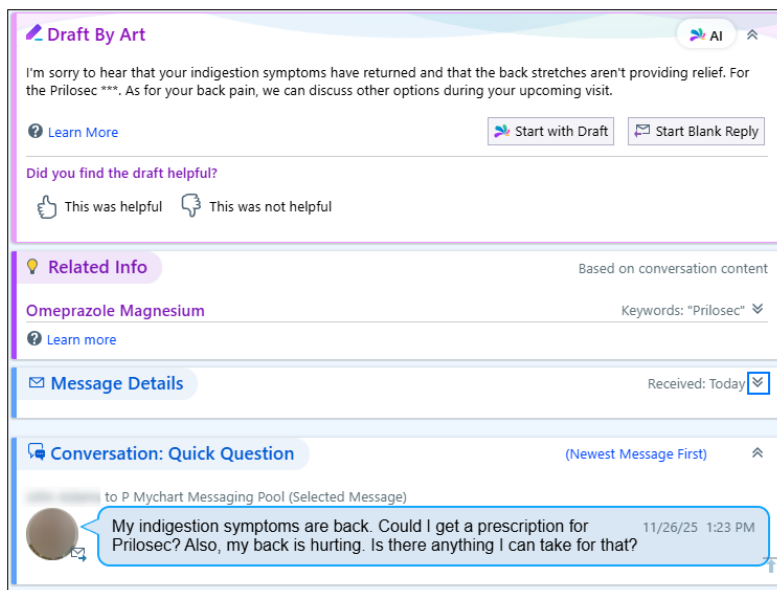 Draft By Art
AI
I'm sorry to hear that your indigestion symptoms have returned and that the back stretches aren't providing relief. For
the Prilosec ***. As for your back pain, we can discuss other options during your upcoming visit.
? Learn More
Start with Draft
Start Blank Reply
Did you find the draft helpful?
This was helpful
This was not helpful
Related Info
Based on conversation content
Omeprazole Magnesium
Keywords: "Prilosec"
? Learn more
Message Details
Received: Today
Conversation: Quick Question
(Newest Message First)
to P Mychart Messaging Pool (Selected Message)
My indigestion symptoms are back. Could I get a prescription for
11/26/25 1:23 PM
Prilosec? Also, my back is hurting. Is there anything I can take for that?